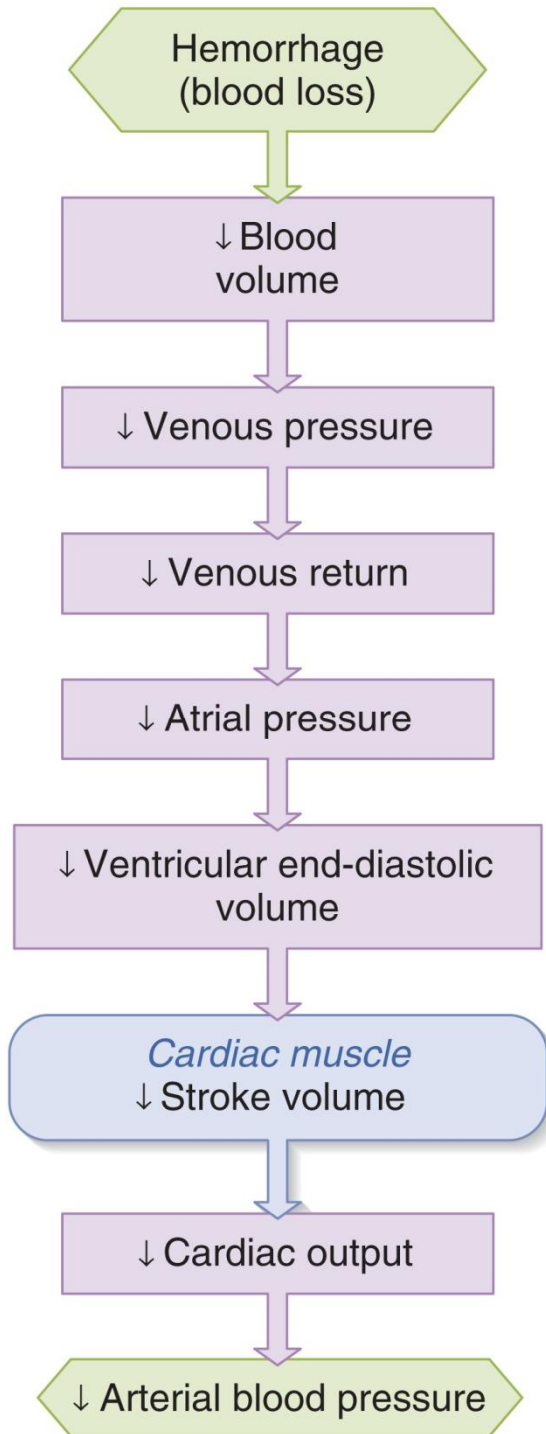 Hemorrhage
(blood loss)
↓ Blood
volume
↓ Venous pressure
↓ Venous return
↓ Atrial pressure
↓ Ventricular end-diastolic
volume
Cardiac muscle
↓ Stroke volume
↓ Cardiac output
↓ Arterial blood pressure